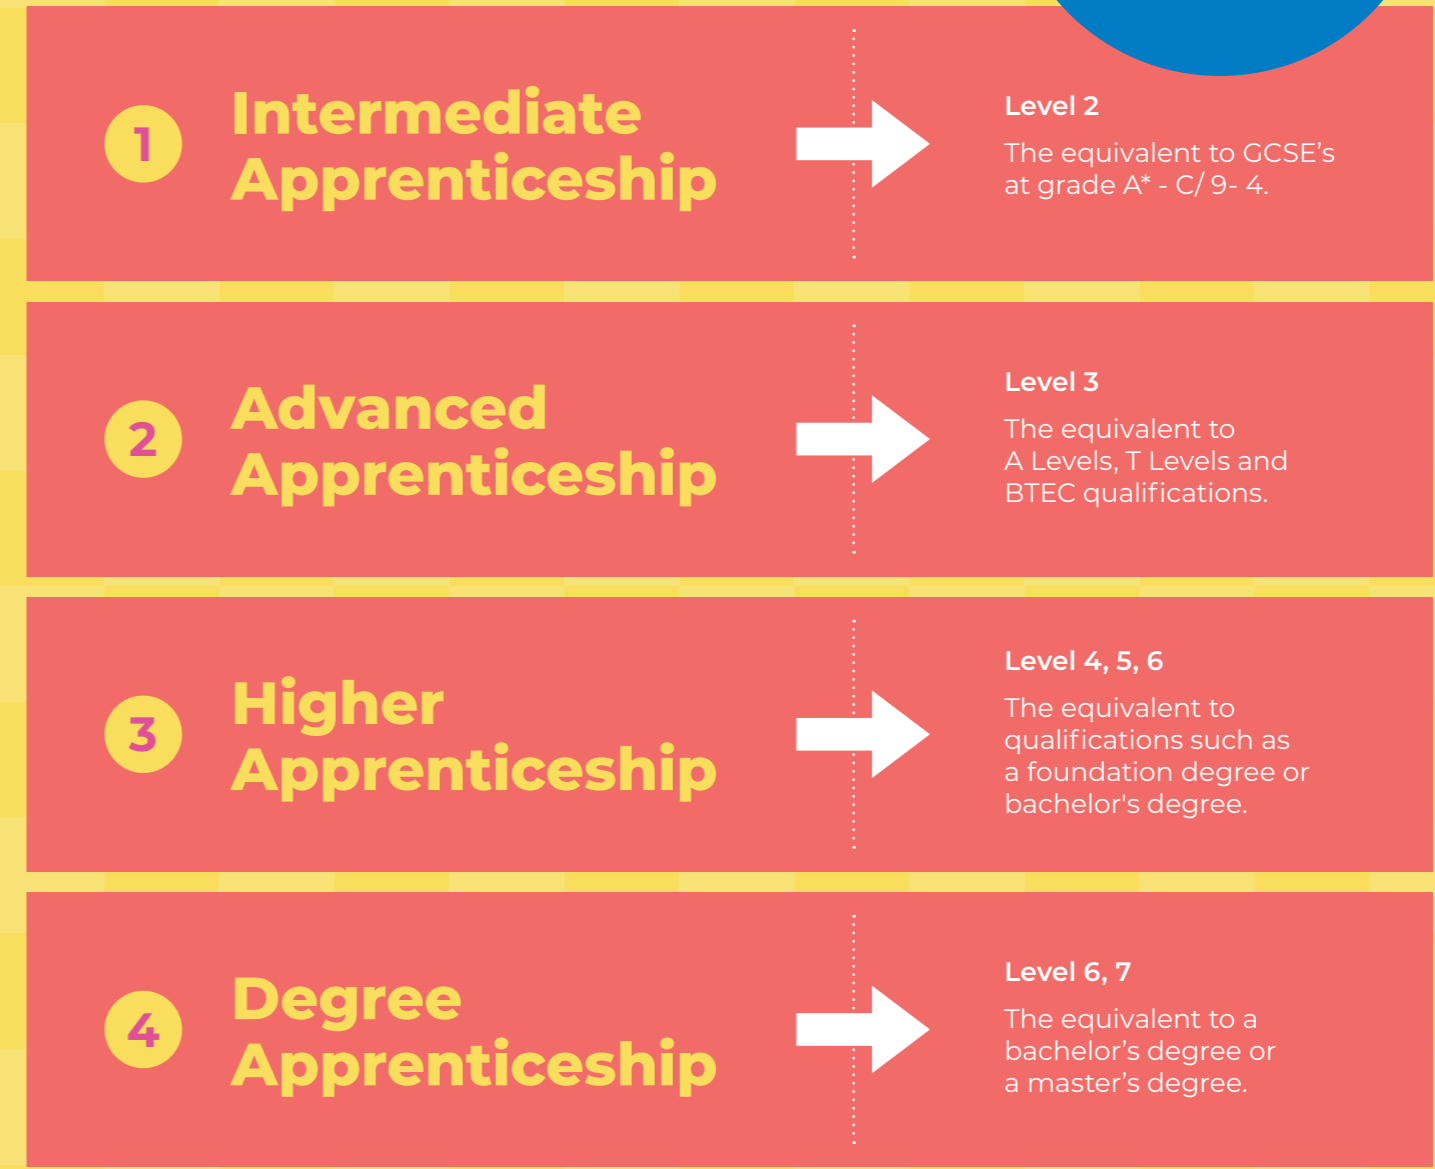 1
Intermediate
Apprenticeship
Level 2
The equivalent to GCSE’s
at grade A* - C/ 9- 4.
2
Advanced
Apprenticeship
Level 3
The equivalent to
A Levels, T Levels and
BTEC qualifications.
3
Higher
Apprenticeship
Level 4, 5, 6
The equivalent to
qualifications such as
a foundation degree or
bachelor's degree.
4
Degree
Apprenticeship
Level 6, 7
The equivalent to a
bachelor’s degree or
a master’s degree.